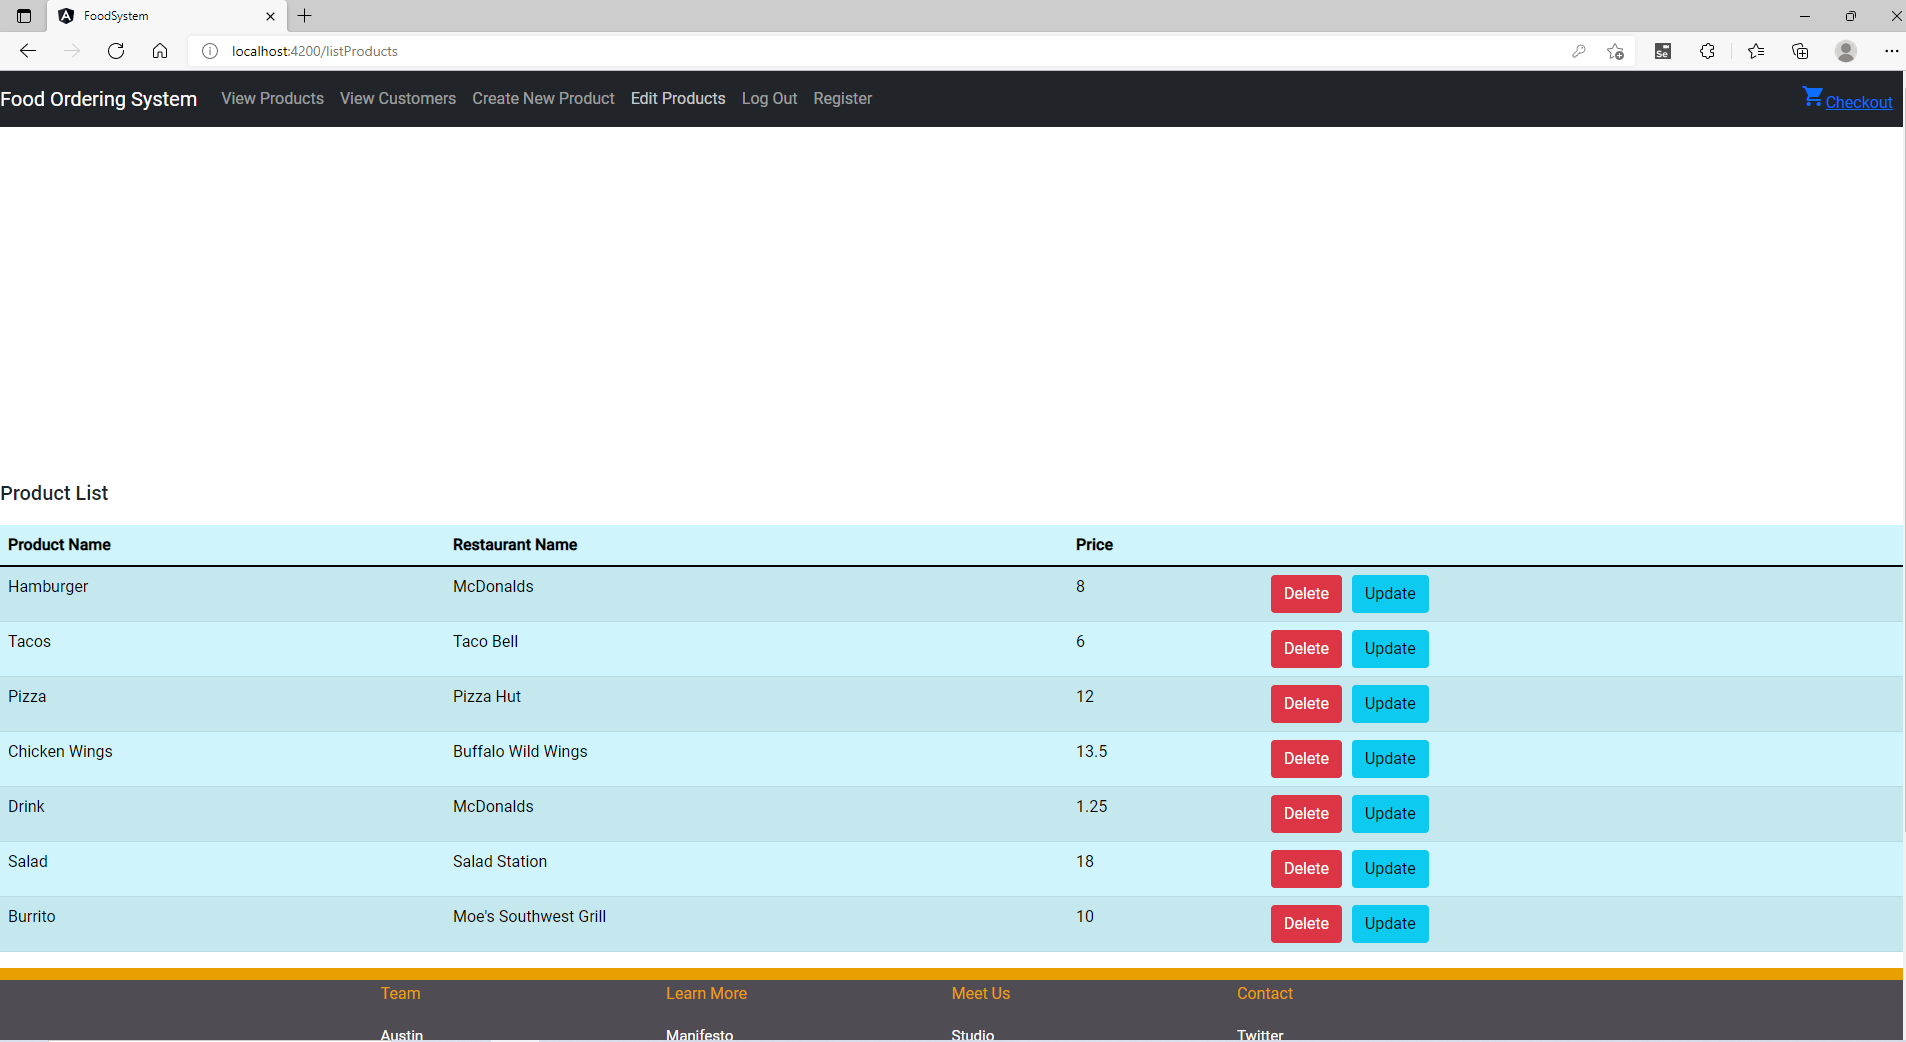 FoodSystem
localhost:4200/listProducts
Se
Food Ordering System View Products View Customers Create New Product Edit Products Log Out Register Checkout
Product List
Product Name Restaurant Name Price
Hamburger McDonalds 8 Delete Update
Tacos Taco Bell 6 Delete Update
Pizza Pizza Hut 12 Delete Update
Chicken Wings Buffalo Wild Wings 13.5 Delete Update
Drink McDonalds 1.25 Delete Update
Salad Salad Station 18 Delete Update
Burrito Moe's Southwest Grill 10 Delete Update
Team Learn More Meet Us Contact
Austin Manifesto Studio Twitter